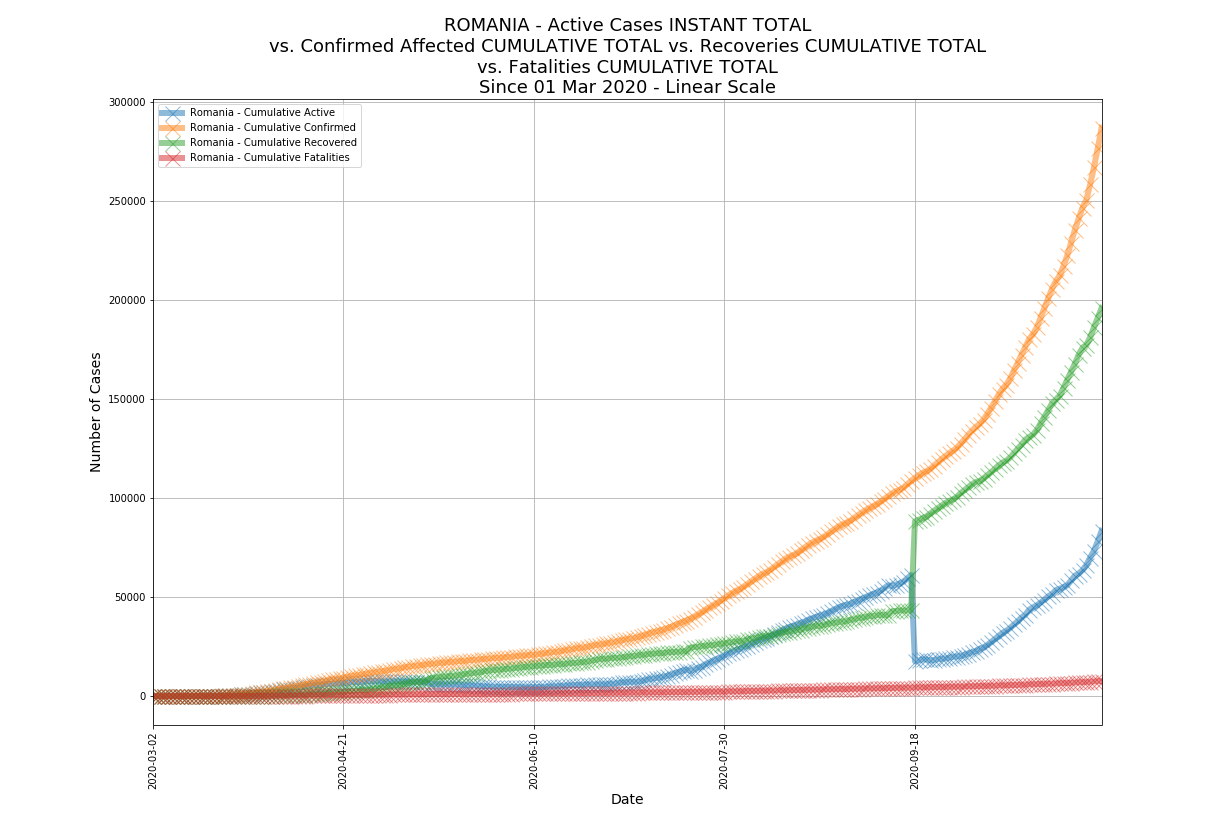 ROMANIA - Active Cases INSTANT TOTAL
vs. Confirmed Affected CUMULATIVE TOTAL vs. Recoveries CUMULATIVE TOTAL
vs. Fatalities CUMULATIVE TOTAL
Since 01 Mar 2020 - Linear Scale
Romania - Cumulative Active
Romania - Cumulative Confirmed
Romania - Cumulative Recovered
Romania - Cumulative Fatalities
Number of Cases
300000
250000
200000
150000
100000
50000
0
2020-03-02
2020-04-21
2020-06-10
2020-07-30
2020-09-18
Date